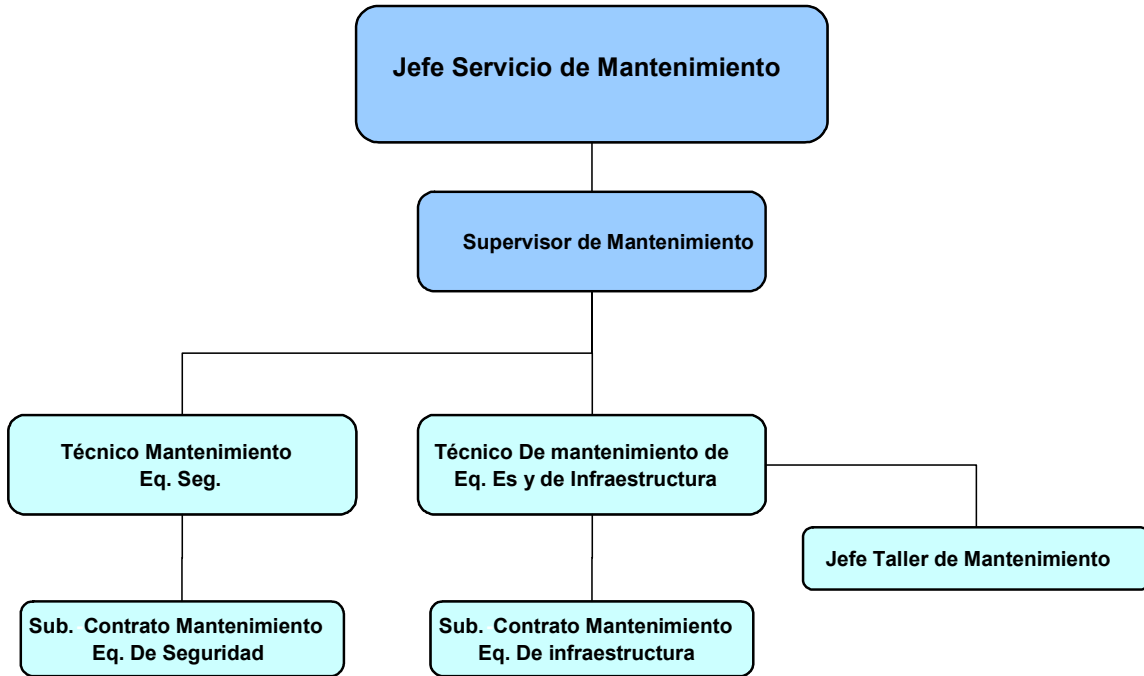 Jefe Servicio de Mantenimiento
Supervisor de Mantenimiento
Técnico Mantenimiento
Eq. Seg.
Técnico De mantenimiento de
Eq. Es y de Infraestructura
Jefe Taller de Mantenimiento
Sub. Contrato Mantenimiento
Eq. De Seguridad
Sub. Contrato Mantenimiento
Eq. De infraestructura